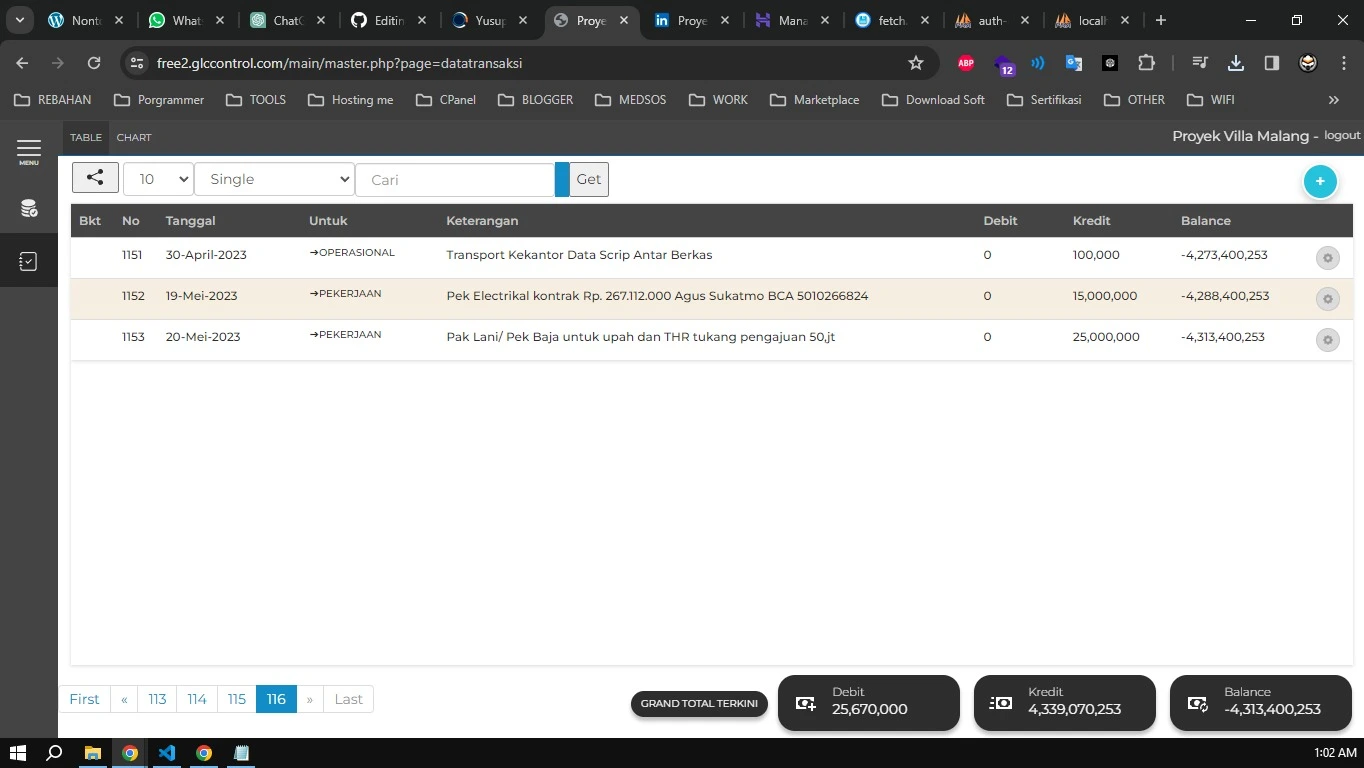 Nont
What
ChatG
Editin
Yusup
Proye
Proye
Mana
fetch.
auth-
local
free2.glccontrol.com/main/master.php?page=datatransaksi
ABP
12
REBAHAN Porgrammer TOOLS Hosting me CPanel BLOGGER MEDSOS WORK Marketplace Download Soft Sertifikasi OTHER WIFI »
MENU
TABLE CHART Proyek Villa Malang - logout
10 Single Cari Get +
Bkt No Tanggal Untuk Keterangan Debit Kredit Balance
1151 30-April-2023 →OPERASIONAL Transport Kekantor Data Scrip Antar Berkas 0 100,000 -4,273,400,253
1152 19-Mei-2023 →PEKERJAAN Pek Electrikal kontrak Rp. 267.112.000 Agus Sukatmo BCA 5010266824 0 15,000,000 -4,288,400,253
1153 20-Mei-2023 →PEKERJAAN Pak Lani/ Pek Baja untuk upah dan THR tukang pengajuan 50,jt 0 25,000,000 -4,313,400,253
First « 113 114 115 116 » Last
GRAND TOTAL TERKINI
Debit
25,670,000
Kredit
4,339,070,253
Balance
-4,313,400,253
1:02 AM